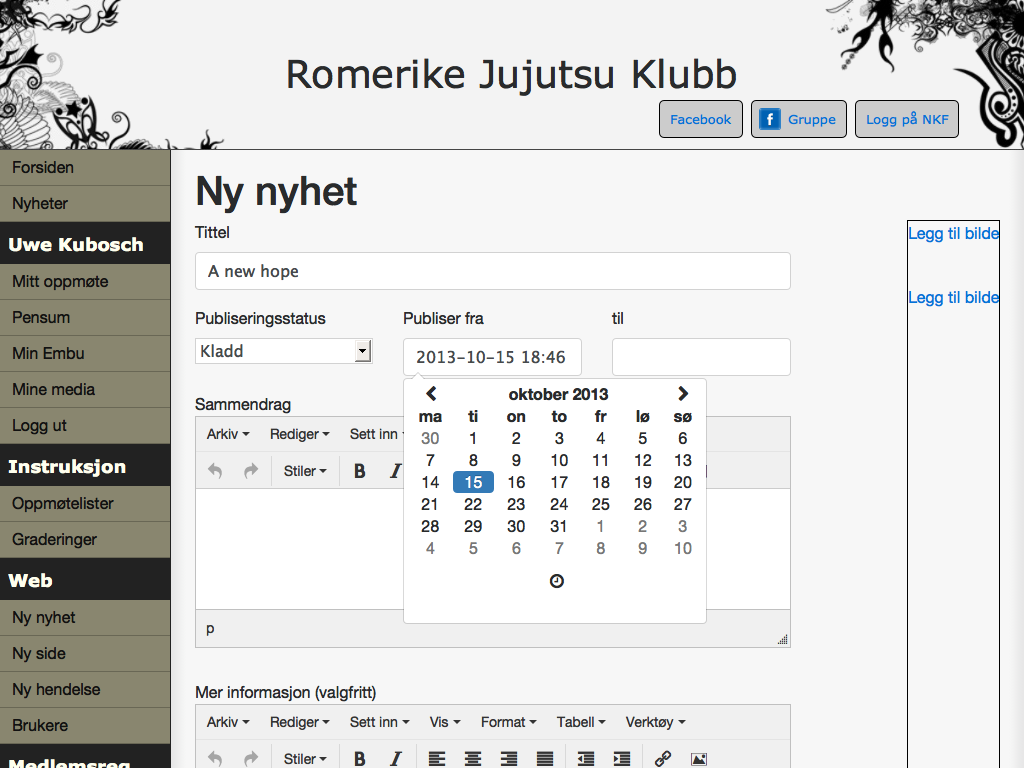 Romerike Jujutsu Klubb
Facebook
Gruppe
Logg på NKF
Forsiden
Nyheter
Uwe Kubosch
Mitt oppmøte
Pensum
Min Embu
Mine media
Logg ut
Instruksjon
Oppmøtelister
Graderinger
Web
Ny nyhet
Ny side
Ny hendelse
Brukere
Medlemsreg
Ny nyhet
Tittel
A new hope
Publiseringsstatus
Publiser fra
til
Kladd
2013-10-15 18:46
oktober 2013
ma ti on to fr lø sø
30 1 2 3 4 5 6
7 8 9 10 11 12 13
14 15 16 17 18 19 20
21 22 23 24 25 26 27
28 29 30 31 1 2 3
4 5 6 7 8 9 10
Sammendrag
Arkiv Rediger Sett inn
Stiler B I
p
Mer informasjon (valgfritt)
Arkiv Rediger Sett inn Vis Format Tabell Verktøy
Stiler B I
Legg til bilde
Legg til bilde